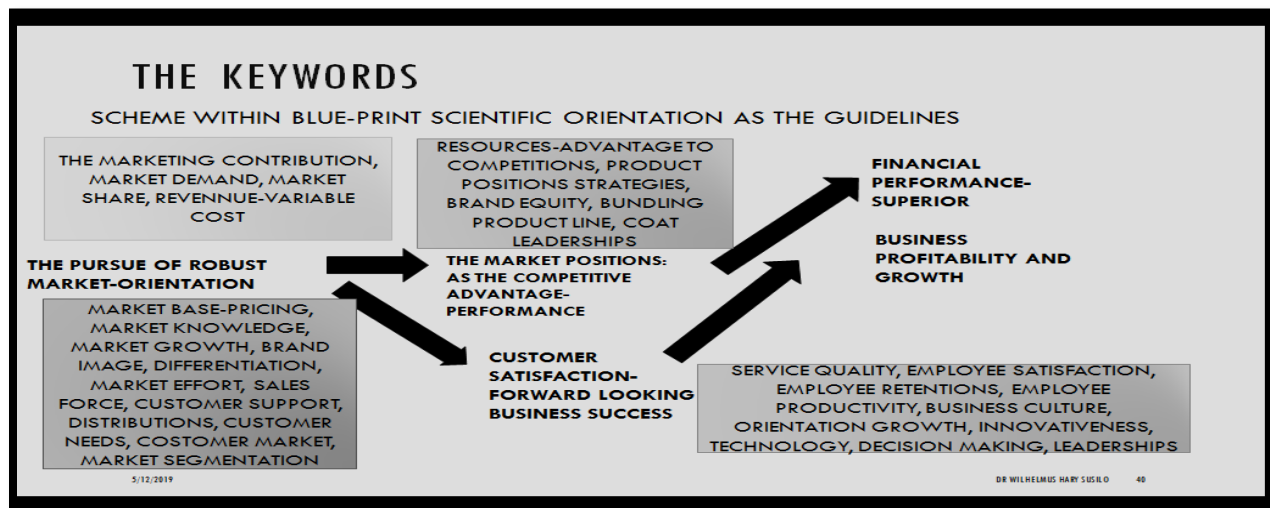 THE KEYWORDS
SCHEME WITHIN BLUE-PRINT SCIENTIFIC ORIENTATION AS THE GUIDELINES
THE MARKETING CONTRIBUTION,
MARKET DEMAND, MARKET
SHARE, REVENNUE-VARIABLE
COST
RESOURCES-ADVANTAGE TO
COMPETITIONS, PRODUCT
POSITIONS STRATEGIES,
BRAND EQUITY, BUNDLING
PRODUCT LINE, COAT
LEADERSHIPS
FINANCIAL
PERFORMANCE-
SUPERIOR
BUSINESS
PROFITABILITY AND
GROWTH
THE PURSUE OF ROBUST
MARKET-ORIENTATION
THE MARKET POSITIONS:
AS THE COMPETITIVE
ADVANTAGE-
PERFORMANCE
MARKET BASE-PRICING,
MARKET KNOWLEDGE,
MARKET GROWTH, BRAND
IMAGE, DIFFERENTIATION,
MARKET EFFORT, SALES
FORCE, CUSTOMER SUPPORT,
DISTRIBUTIONS, CUSTOMER
NEEDS, COSTOMER MARKET,
MARKET SEGMENTATION
CUSTOMER
SATISFACTION-
FORWARD LOOKING
BUSINESS SUCCESS
SERVICE QUALITY, EMPLOYEE SATISFACTION,
EMPLOYEE RETENTIONS, EMPLOYEE
PRODUCTIVITY, BUSINESS CULTURE,
ORIENTATION GROWTH, INNOVATIVENESS,
TECHNOLOGY, DECISION MAKING, LEADERSHIPS
5/12/2019
DR WILHELMUS HARY SUSILO
40